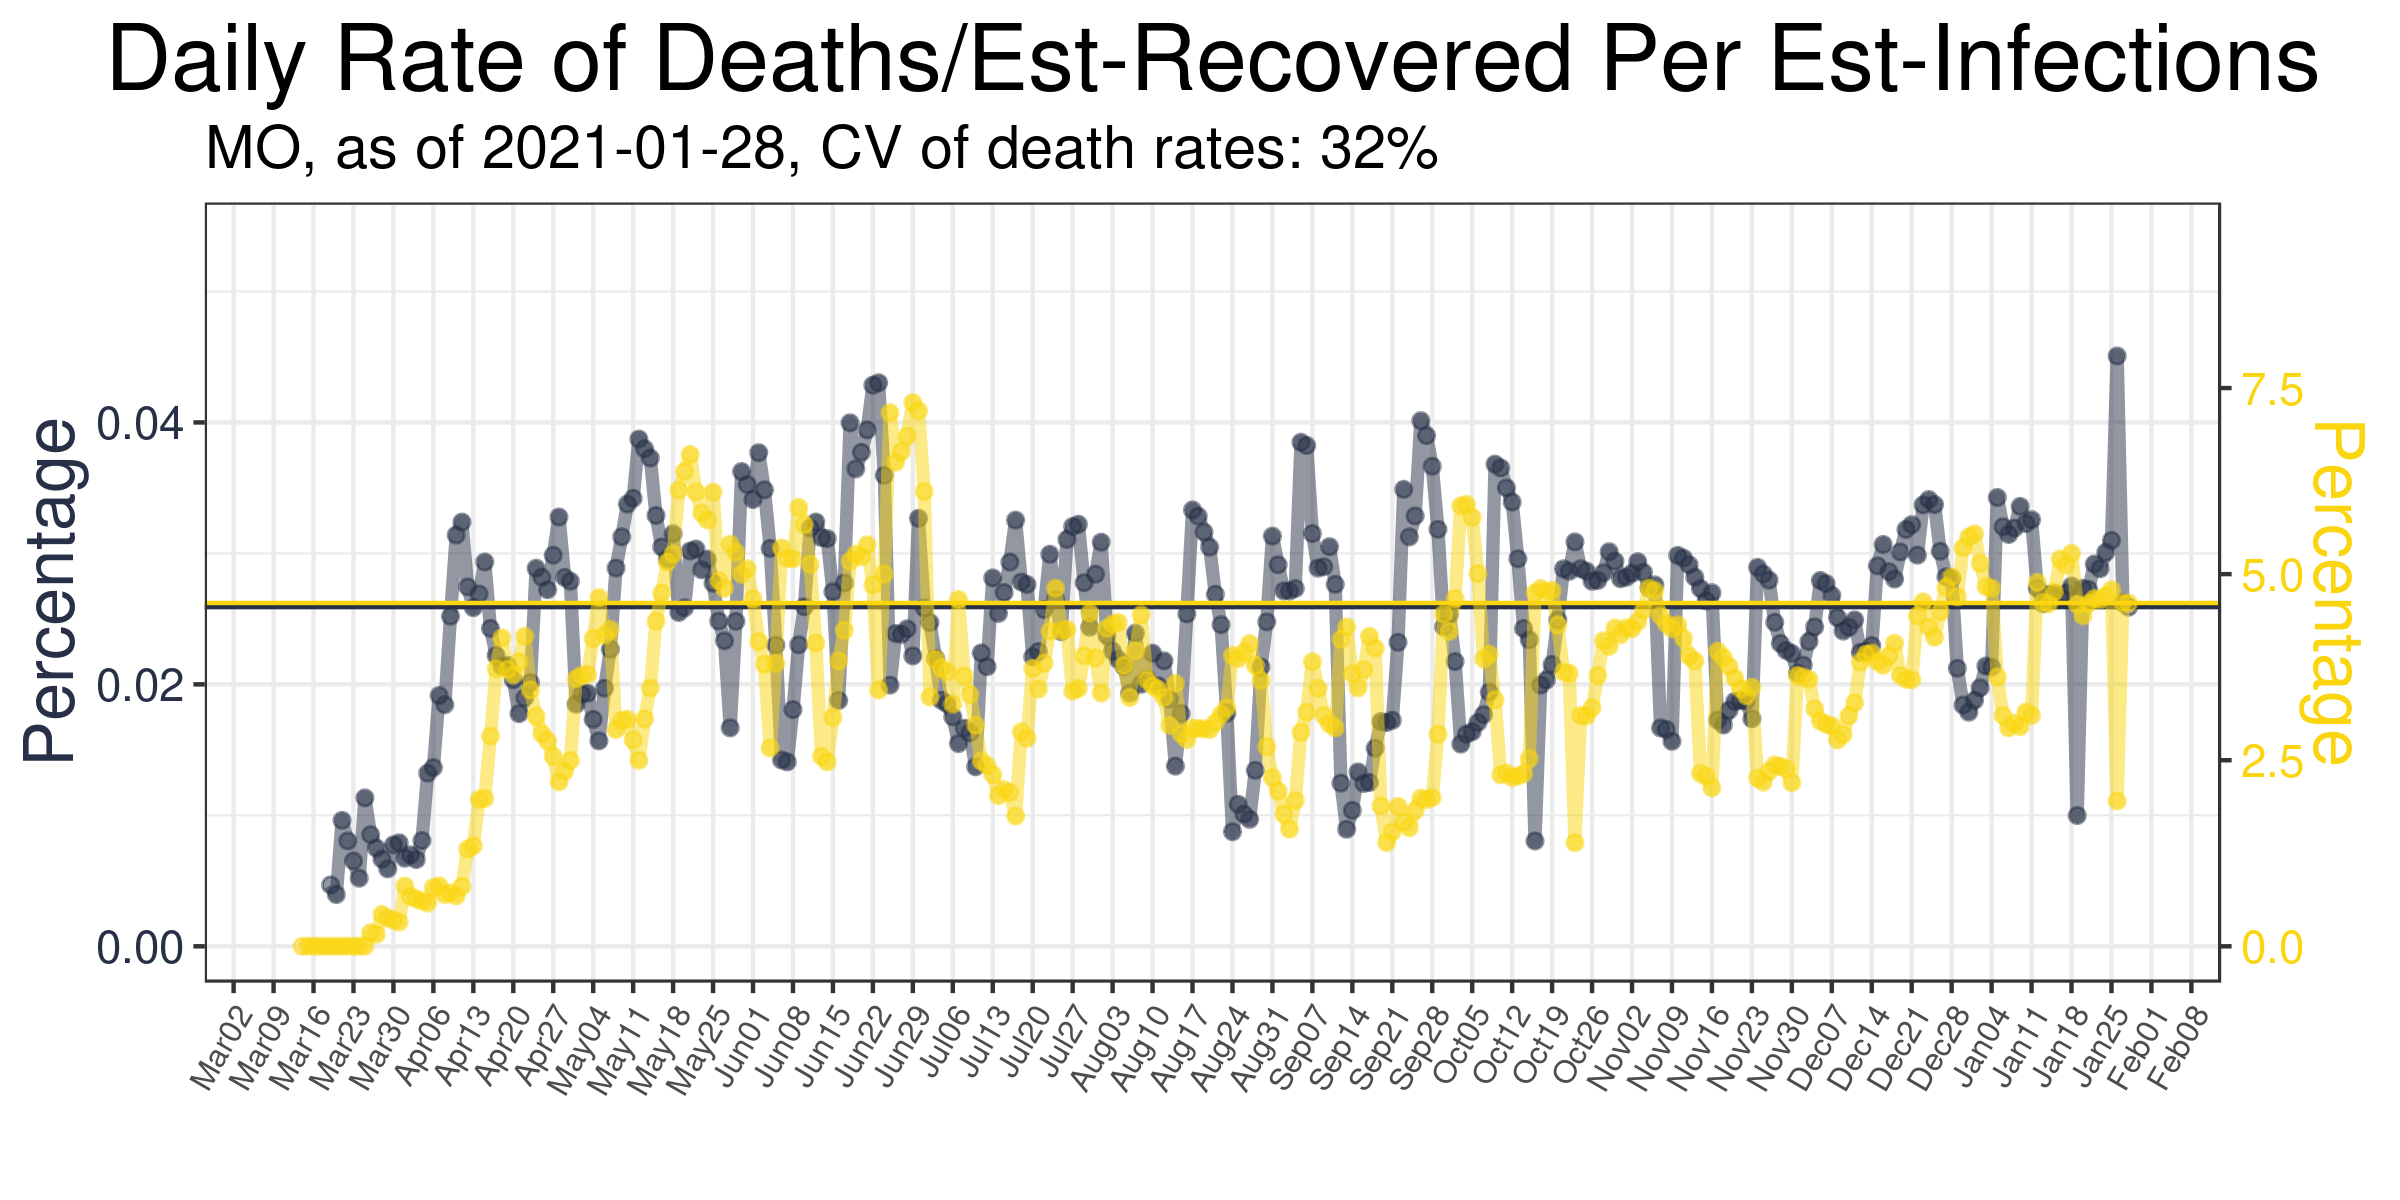 Daily Rate of Deaths/Est-Recovered Per Est-Infections
MO, as of 2021-01-28, CV of death rates: 32%
Percentage
0.04
0.02
0.00
7.5
5.0
2.5
0.0
Percentage
Mar02
Mar09
Mar16
Mar23
Mar30
Apr06
Apr13
Apr20
Apr27
May04
May11
May18
May25
Jun01
Jun08
Jun15
Jun22
Jun29
Jul06
Jul13
Jul20
Jul27
Aug03
Aug10
Aug17
Aug24
Aug31
Sep07
Sep14
Sep21
Sep28
Oct05
Oct12
Oct19
Oct26
Nov02
Nov09
Nov16
Nov23
Nov30
Dec07
Dec14
Dec21
Dec28
Jan04
Jan11
Jan18
Jan25
Feb01
Feb08